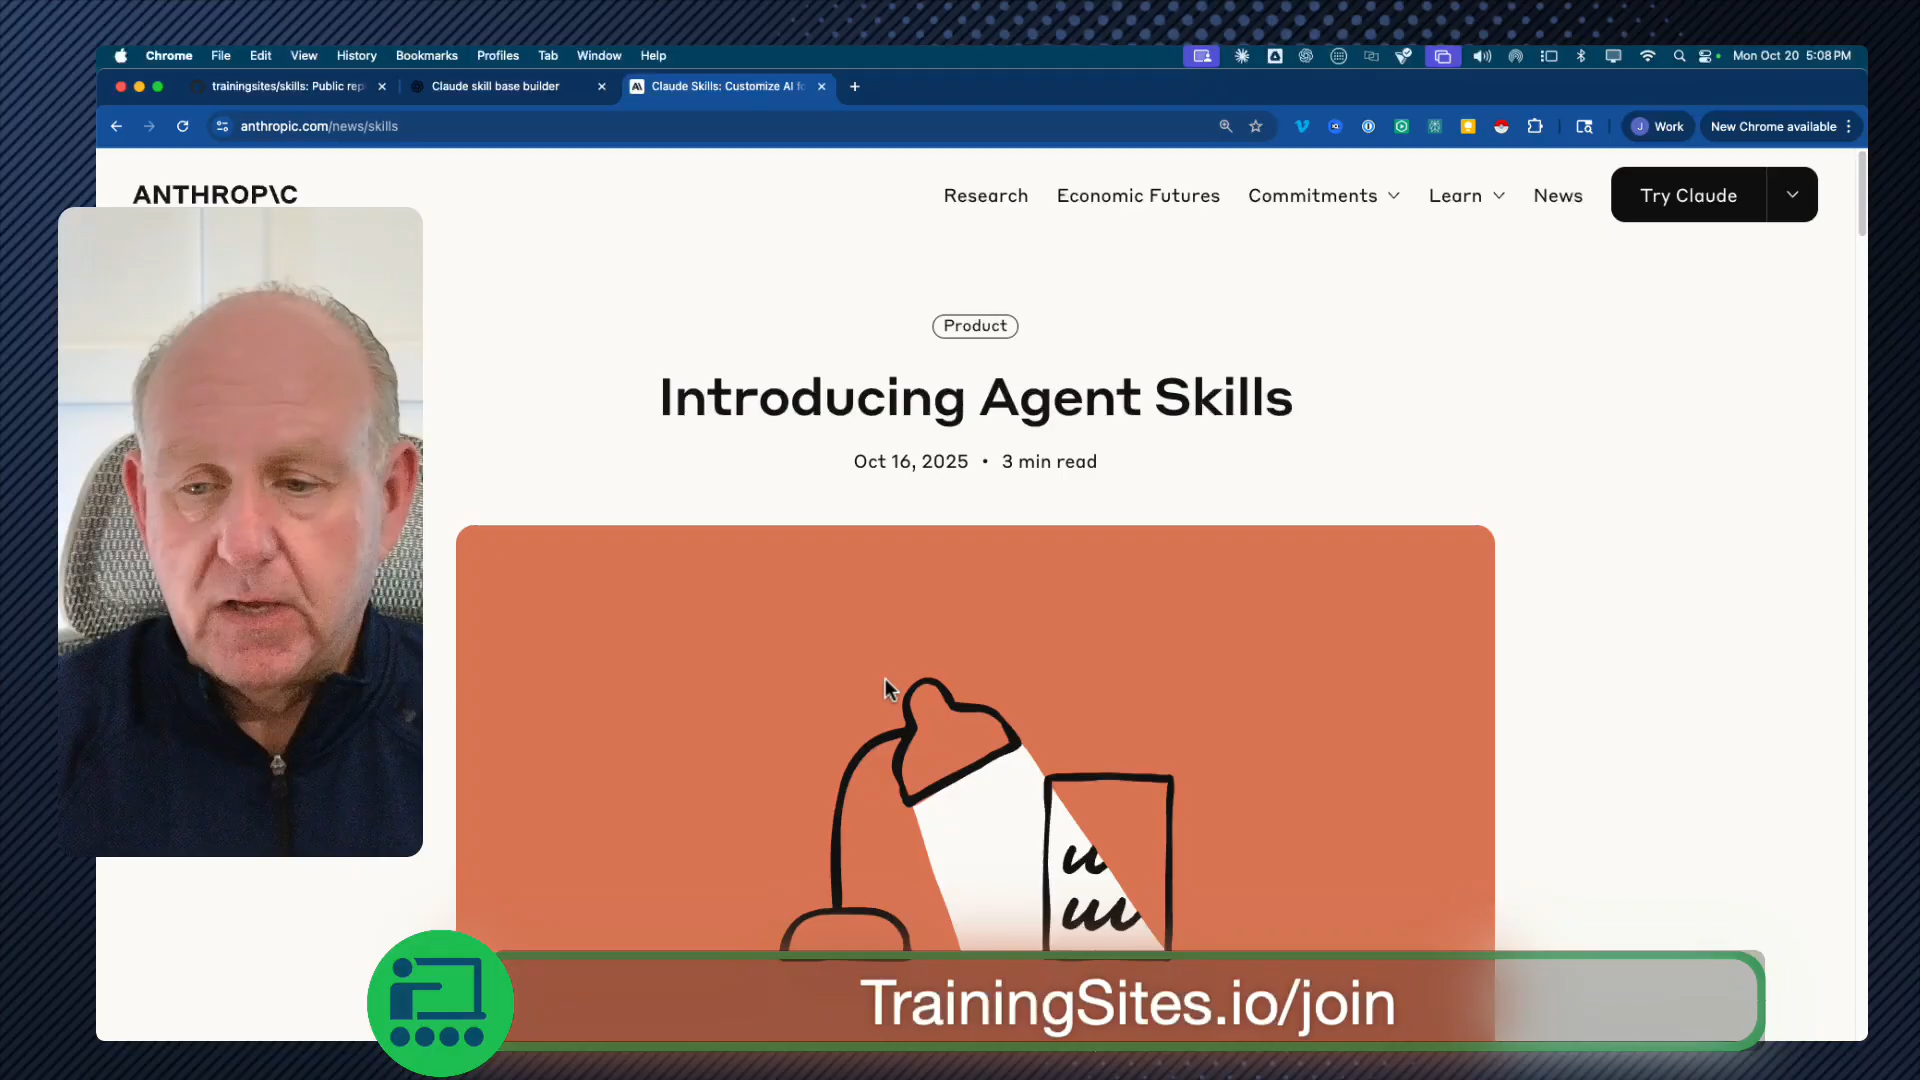 Chrome File Edit View History Bookmarks Profiles Tab Window Help Mon Oct 20 5:08 PM
trainingsites/skills: Public rep Claude skill base builder Claude Skills: Customize AI fo
anthropic.com/news/skills J Work New Chrome available
ANTHROP\C Research Economic Futures Commitments Learn News Try Claude
Product
Introducing Agent Skills
Oct 16, 2025 • 3 min read
TrainingSites.io/join